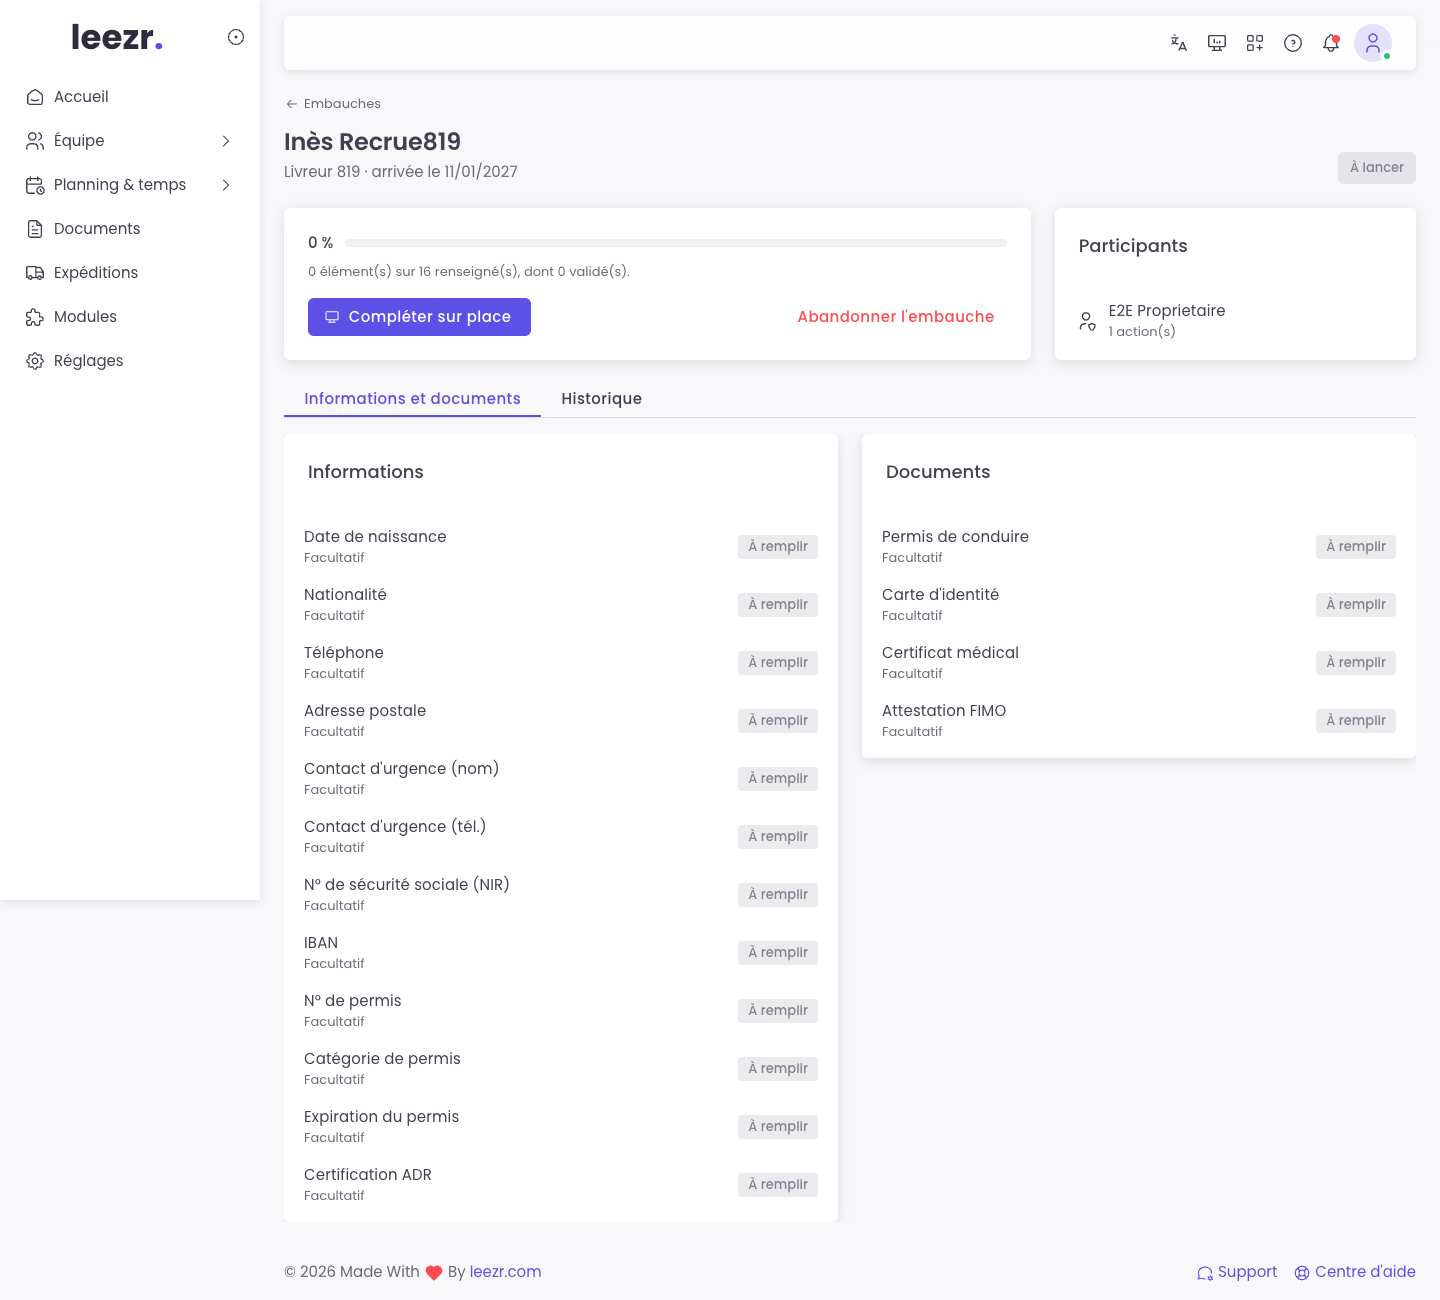 leezr.
Accueil
Équipe
Planning & temps
Documents
Expéditions
Modules
Réglages
Embauches
Inès Recrue819
Livreur 819 · arrivée le 11/01/2027
À lancer
0 %
0 élément(s) sur 16 renseigné(s), dont 0 validé(s).
Compléter sur place
Abandonner l'embauche
Participants
E2E Proprietaire
1 action(s)
Informations et documents
Historique
Informations
Date de naissance
Facultatif
À remplir
Nationalité
Facultatif
À remplir
Téléphone
Facultatif
À remplir
Adresse postale
Facultatif
À remplir
Contact d'urgence (nom)
Facultatif
À remplir
Contact d'urgence (tél.)
Facultatif
À remplir
N° de sécurité sociale (NIR)
Facultatif
À remplir
IBAN
Facultatif
À remplir
N° de permis
Facultatif
À remplir
Catégorie de permis
Facultatif
À remplir
Expiration du permis
Facultatif
À remplir
Certification ADR
Facultatif
À remplir
Documents
Permis de conduire
Facultatif
À remplir
Carte d'identité
Facultatif
À remplir
Certificat médical
Facultatif
À remplir
Attestation FIMO
Facultatif
À remplir
© 2026 Made With By leezr.com
Support
Centre d'aide